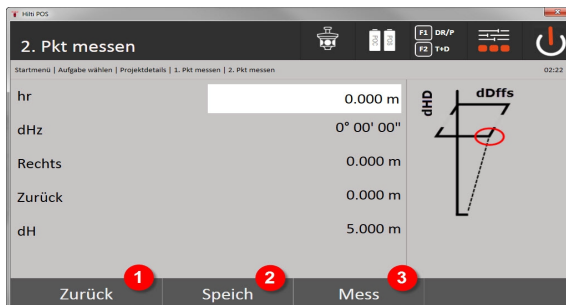 Hilti POS
2. Pkt messen
POC
POS
F1 DR/P
F2 T+D
Startmenü | Aufgabe wählen | Projektdetails | 1. Pkt messen | 2. Pkt messen
02:22
hr 0.000 m
dHz 0° 00' 00"
Rechts 0.000 m
Zurück 0.000 m
dH 5.000 m
dHD
dDffs
1
2
3
Zurück
Speich
Mess